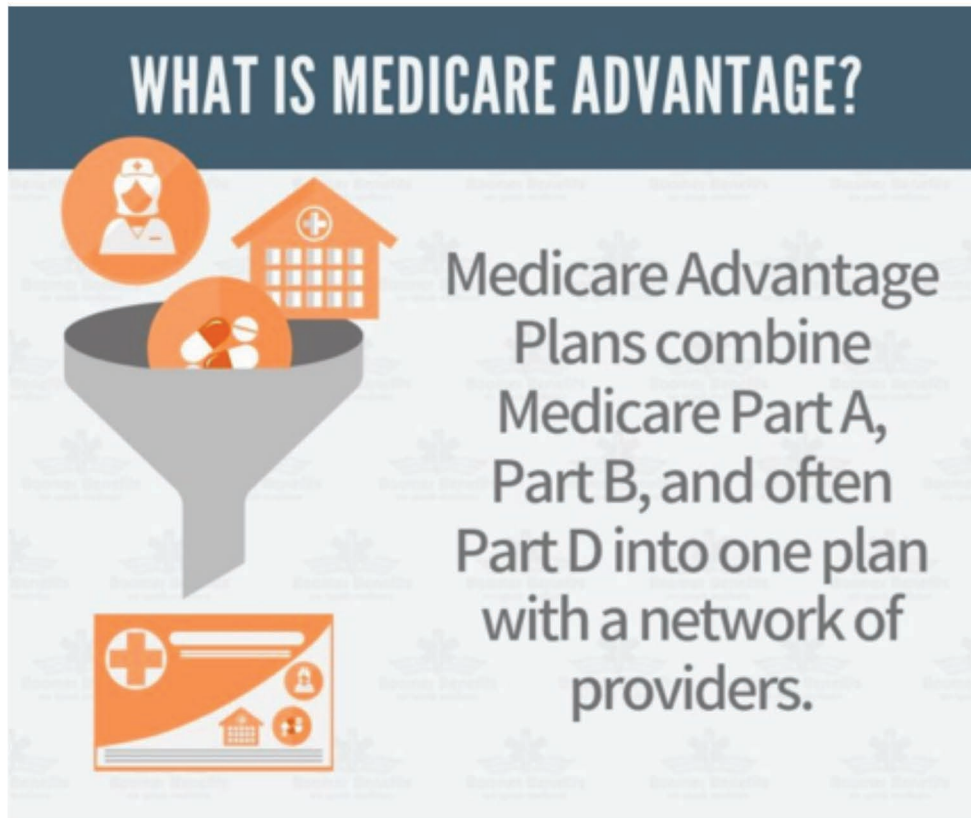 WHAT IS MEDICARE ADVANTAGE?
Medicare Advantage
Plans combine
Medicare Part A,
Part B, and often
Part D into one plan
with a network of
providers.